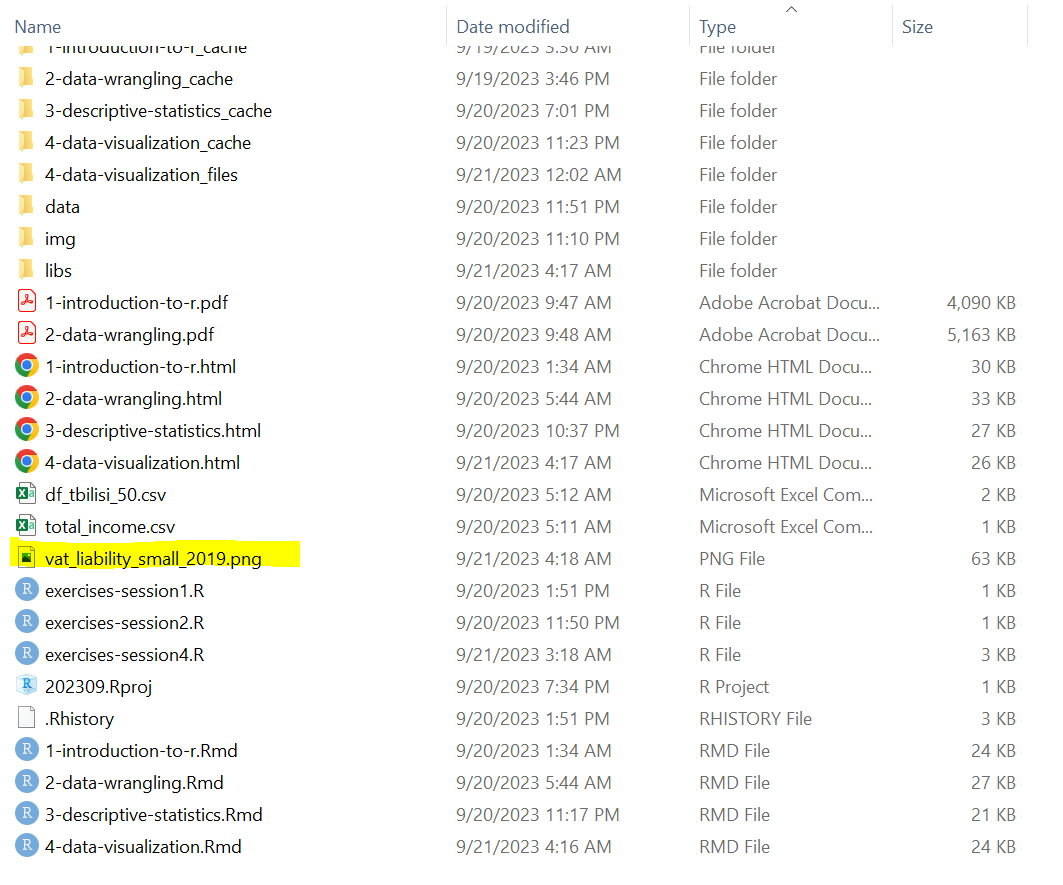 Name Date modified Type Size
1-introduction-to-r_cache 9/19/2023 3:30 AM File folder
2-data-wrangling_cache 9/19/2023 3:46 PM File folder
3-descriptive-statistics_cache 9/20/2023 7:01 PM File folder
4-data-visualization_cache 9/20/2023 11:23 PM File folder
4-data-visualization_files 9/21/2023 12:02 AM File folder
data 9/20/2023 11:51 PM File folder
img 9/20/2023 11:10 PM File folder
libs 9/21/2023 4:17 AM File folder
1-introduction-to-r.pdf 9/20/2023 9:47 AM Adobe Acrobat Docu... 4,090 KB
2-data-wrangling.pdf 9/20/2023 9:48 AM Adobe Acrobat Docu... 5,163 KB
1-introduction-to-r.html 9/20/2023 1:34 AM Chrome HTML Docu... 30 KB
2-data-wrangling.html 9/20/2023 5:44 AM Chrome HTML Docu... 33 KB
3-descriptive-statistics.html 9/20/2023 10:37 PM Chrome HTML Docu... 27 KB
4-data-visualization.html 9/21/2023 4:17 AM Chrome HTML Docu... 26 KB
df_tbilisi_50.csv 9/20/2023 5:12 AM Microsoft Excel Com... 2 KB
total_income.csv 9/20/2023 5:11 AM Microsoft Excel Com... 1 KB
vat_liability_small_2019.png 9/21/2023 4:18 AM PNG File 63 KB
exercises-session1.R 9/20/2023 1:51 PM R File 1 KB
exercises-session2.R 9/20/2023 11:50 PM R File 1 KB
exercises-session4.R 9/21/2023 3:18 AM R File 3 KB
202309.Rproj 9/20/2023 7:34 PM R Project 1 KB
.Rhistory 9/20/2023 1:51 PM RHISTORY File 3 KB
1-introduction-to-r.Rmd 9/20/2023 1:34 AM RMD File 24 KB
2-data-wrangling.Rmd 9/20/2023 5:44 AM RMD File 27 KB
3-descriptive-statistics.Rmd 9/20/2023 11:17 PM RMD File 21 KB
4-data-visualization.Rmd 9/21/2023 4:16 AM RMD File 24 KB